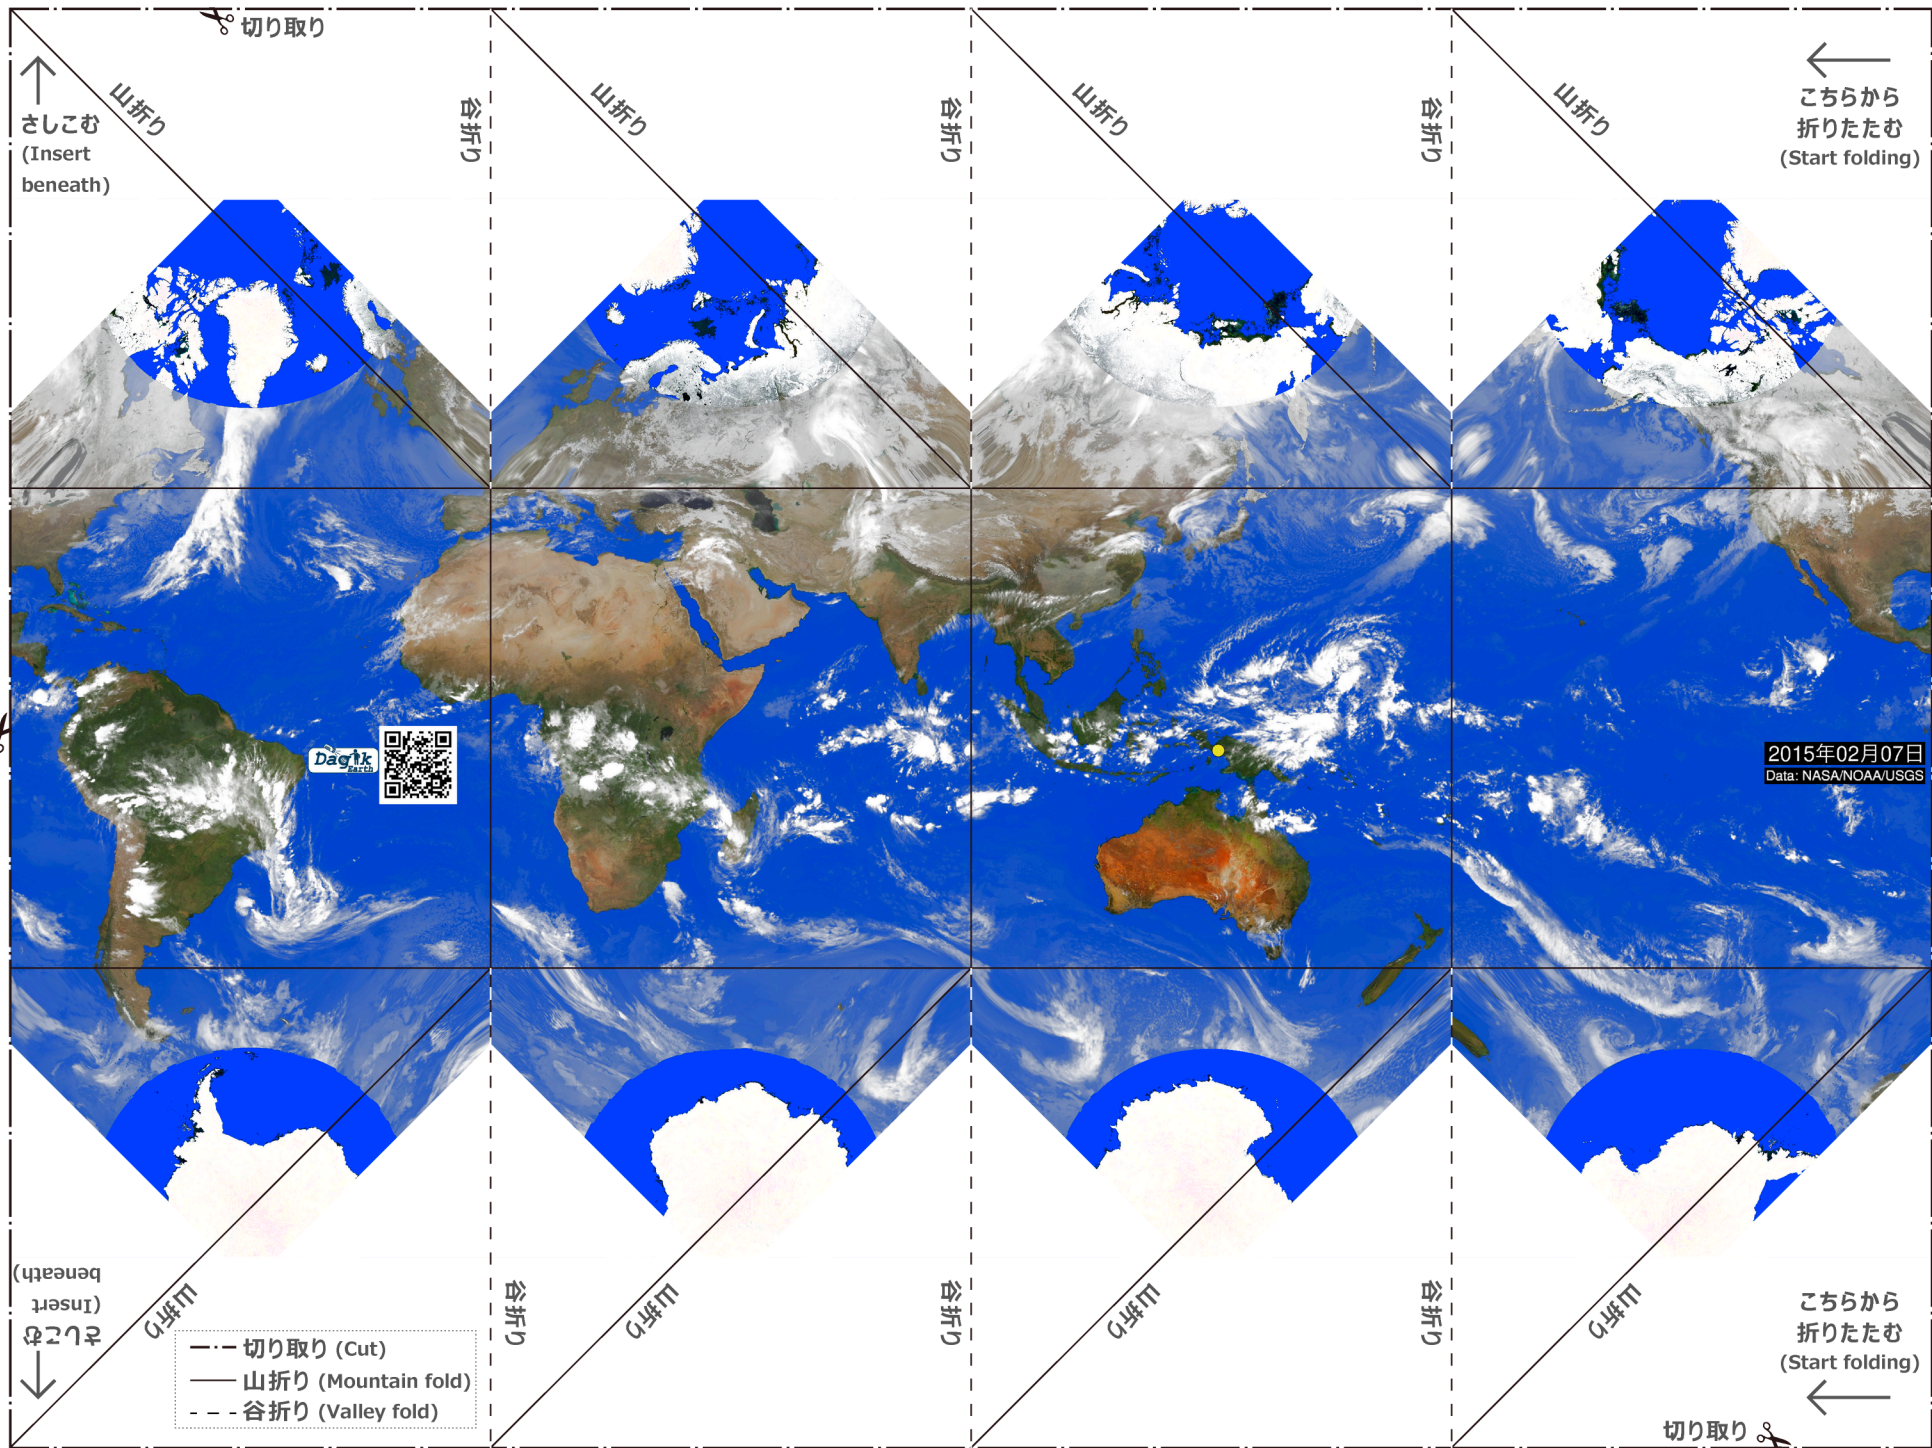 切り取り
さしこむ
(Insert
beneath)
山折り
谷折り
山折り
谷折り
山折り
谷折り
山折り
こちらから
折りたたむ
(Start folding)
Dagik
Earth
2015年02月07日
Data: NASA/NOAA/USGS
さしこむ
(Insert
beneath)
山折り
谷折り
山折り
谷折り
山折り
谷折り
山折り
こちらから
折りたたむ
(Start folding)
切り取り (Cut)
山折り (Mountain fold)
谷折り (Valley fold)
切り取り